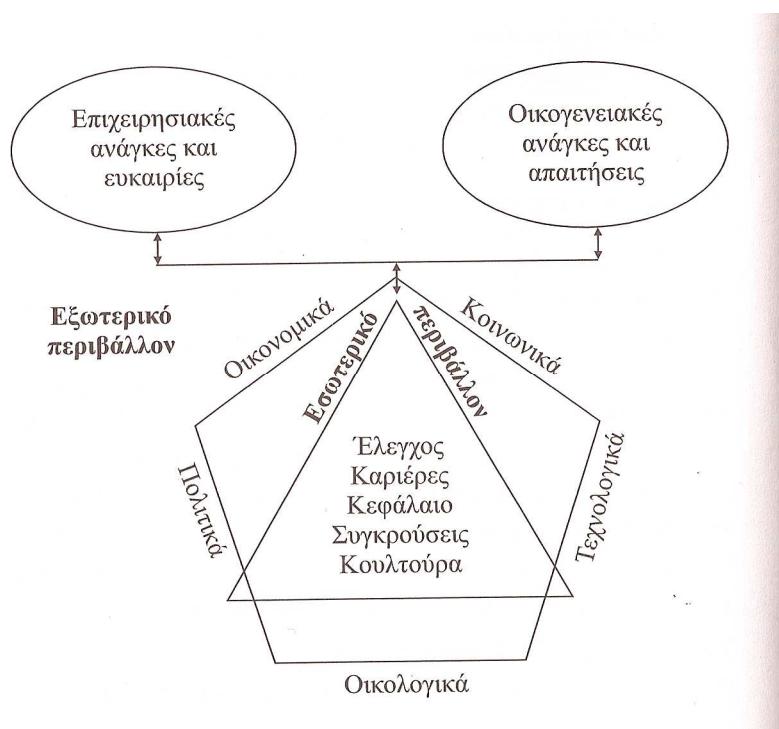 Επιχειρησιακές
ανάγκες και
ευκαιρίες
Οικογενειακές
ανάγκες και
απαιτήσεις
Εξωτερικό
περιβάλλον
Οικονομικά
Κοινωνικά
Εσωτερικό
περιβάλλον
Πολιτικά
Τεχνολογικά
Έλεγχος
Καριέρες
Κεφάλαιο
Συγκρούσεις
Κουλτούρα
Οικολογικά